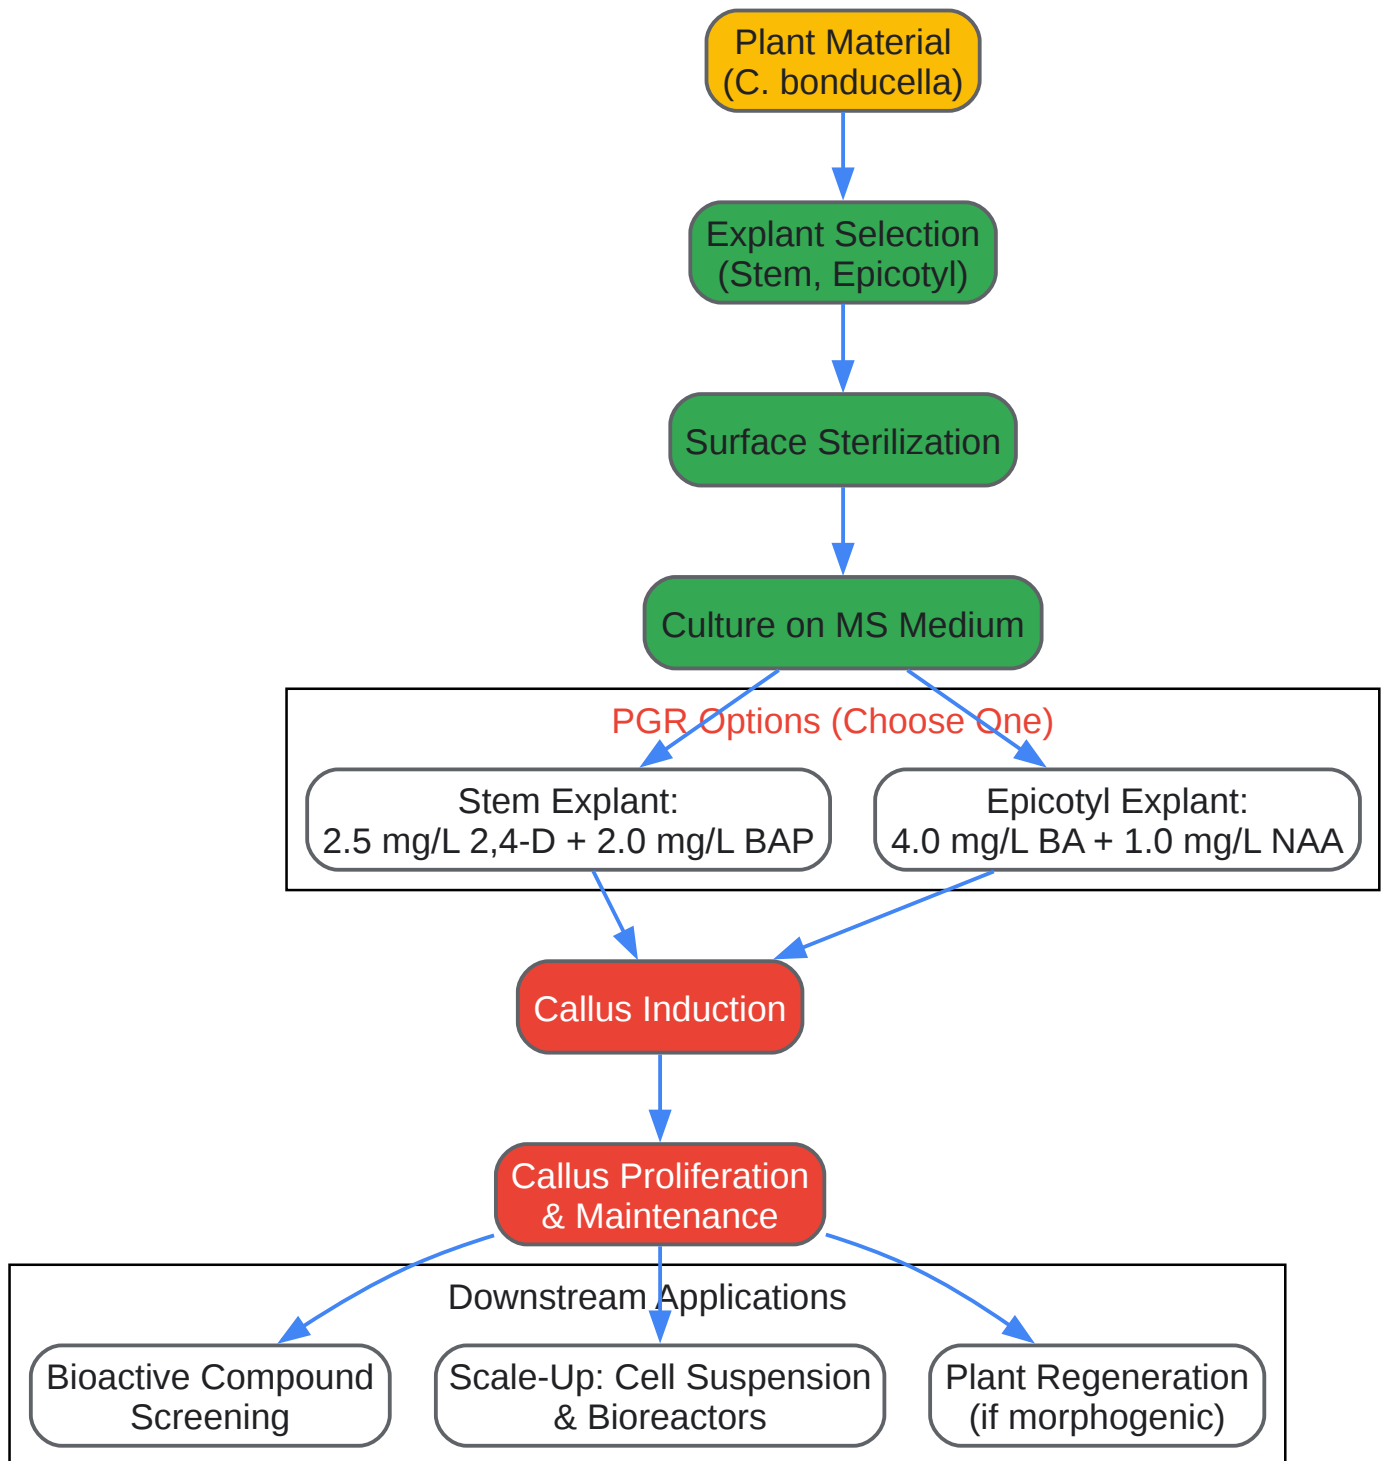 Plant Material
(C. bonducella)
Explant Selection
(Stem, Epicotyl)
Surface Sterilization
Culture on MS Medium
PGR Options (Choose One)
Stem Explant:
2.5 mg/L 2,4-D + 2.0 mg/L BAP
Epicotyl Explant:
4.0 mg/L BA + 1.0 mg/L NAA
Callus Induction
Callus Proliferation
& Maintenance
Downstream Applications
Bioactive Compound
Screening
Scale-Up: Cell Suspension
& Bioreactors
Plant Regeneration
(if morphogenic)